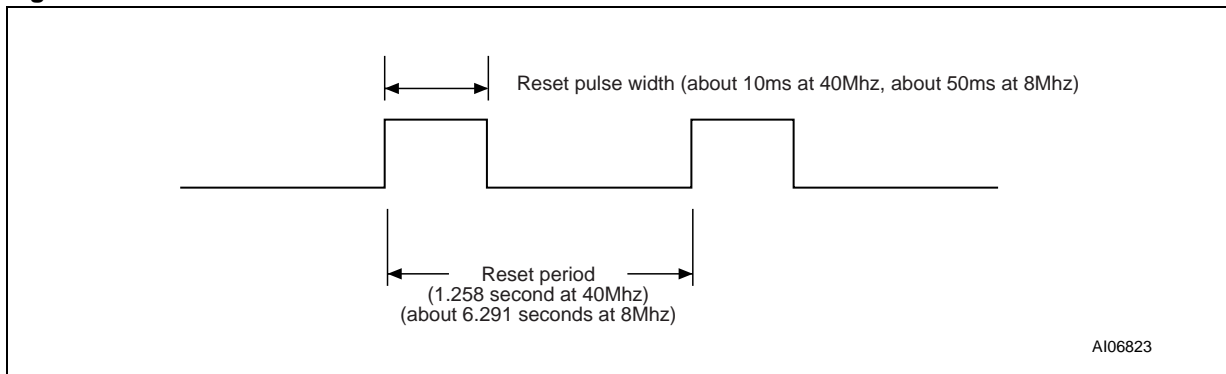 Reset pulse width (about 10ms at 40Mhz, about 50ms at 8Mhz)
Reset period
(1.258 second at 40Mhz)
(about 6.291 seconds at 8Mhz)
AI06823